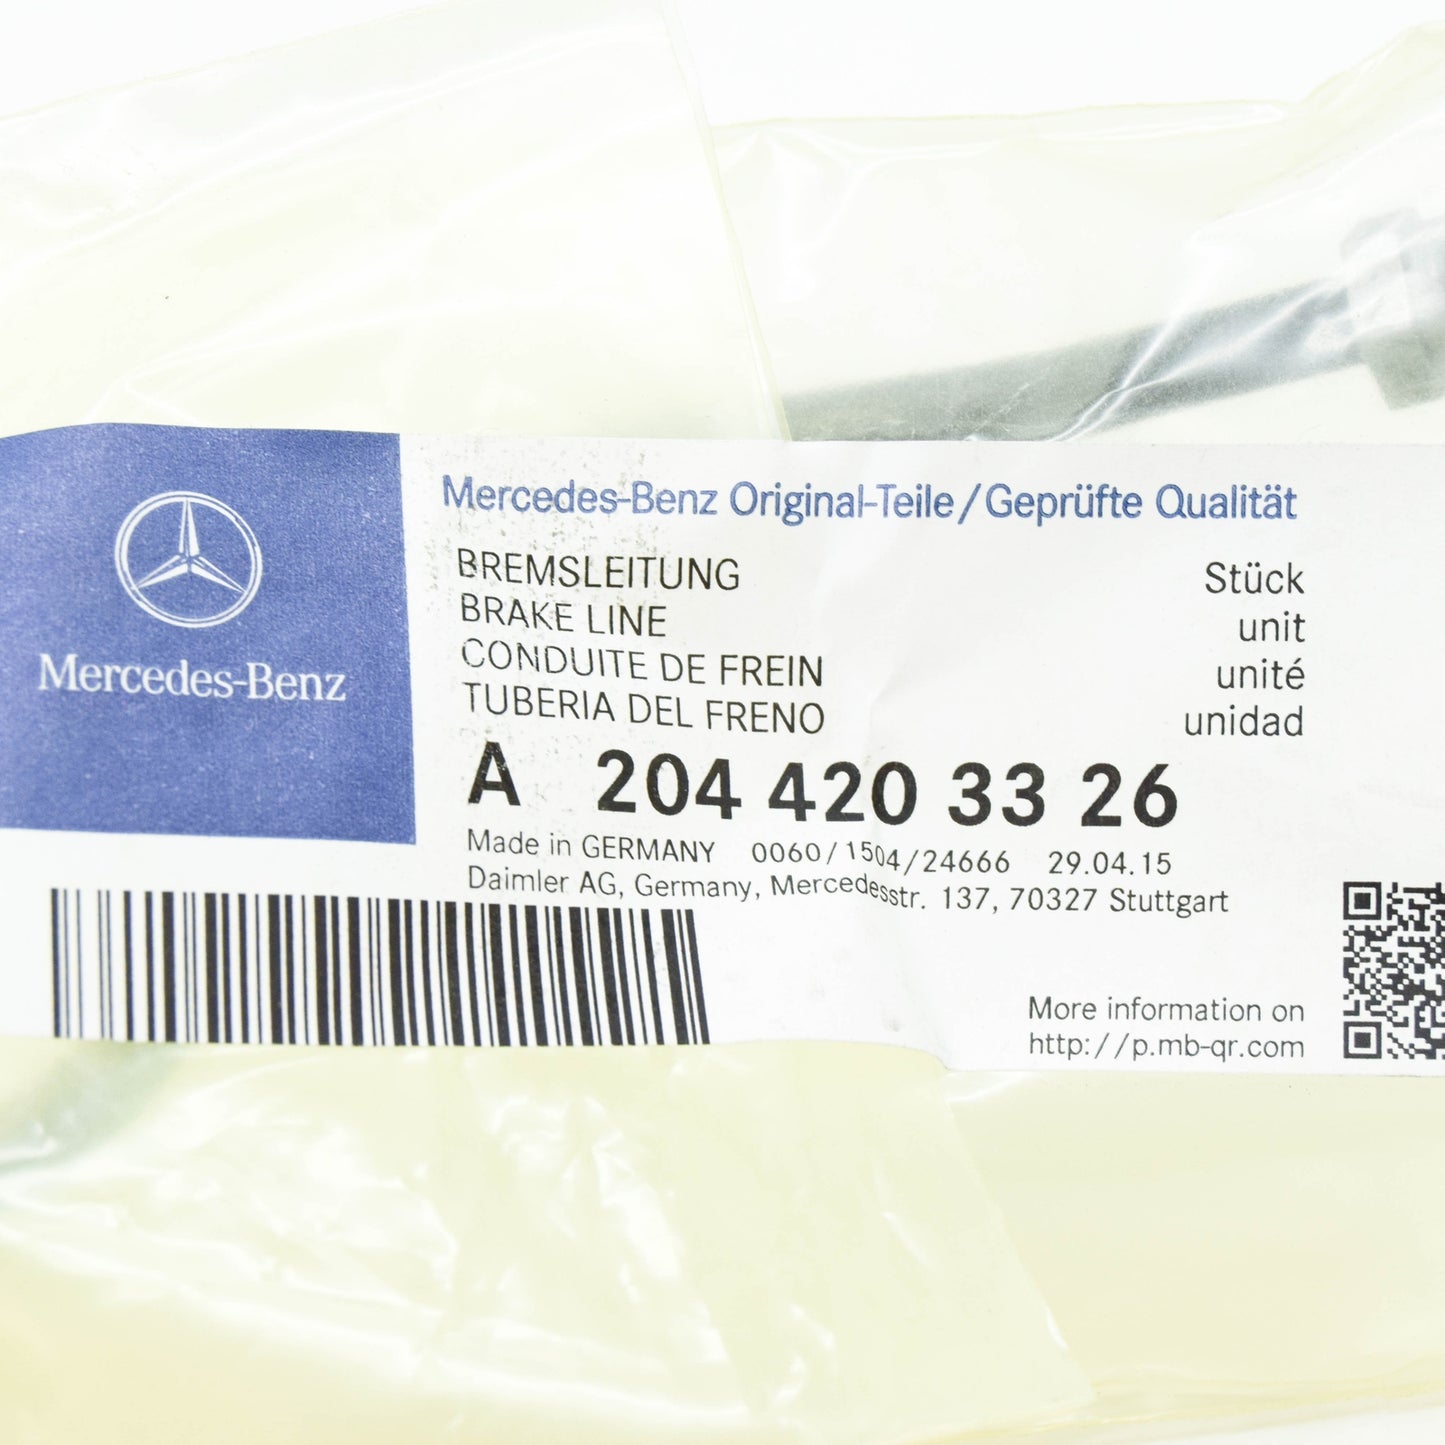 Mercedes-Benz
Mercedes-Benz Original-Teile/Geprüfte Qualität
BREMSLEITUNG Stück
BRAKE LINE unit
CONDUITE DE FREIN unité
TUBERIA DEL FRENO unidad
A 204 420 33 26
Made in GERMANY 0060/1504/24666 29.04.15
Daimler AG, Germany, Mercedesstr. 137, 70327 Stuttgart
More information on
http://p.mb-qr.com